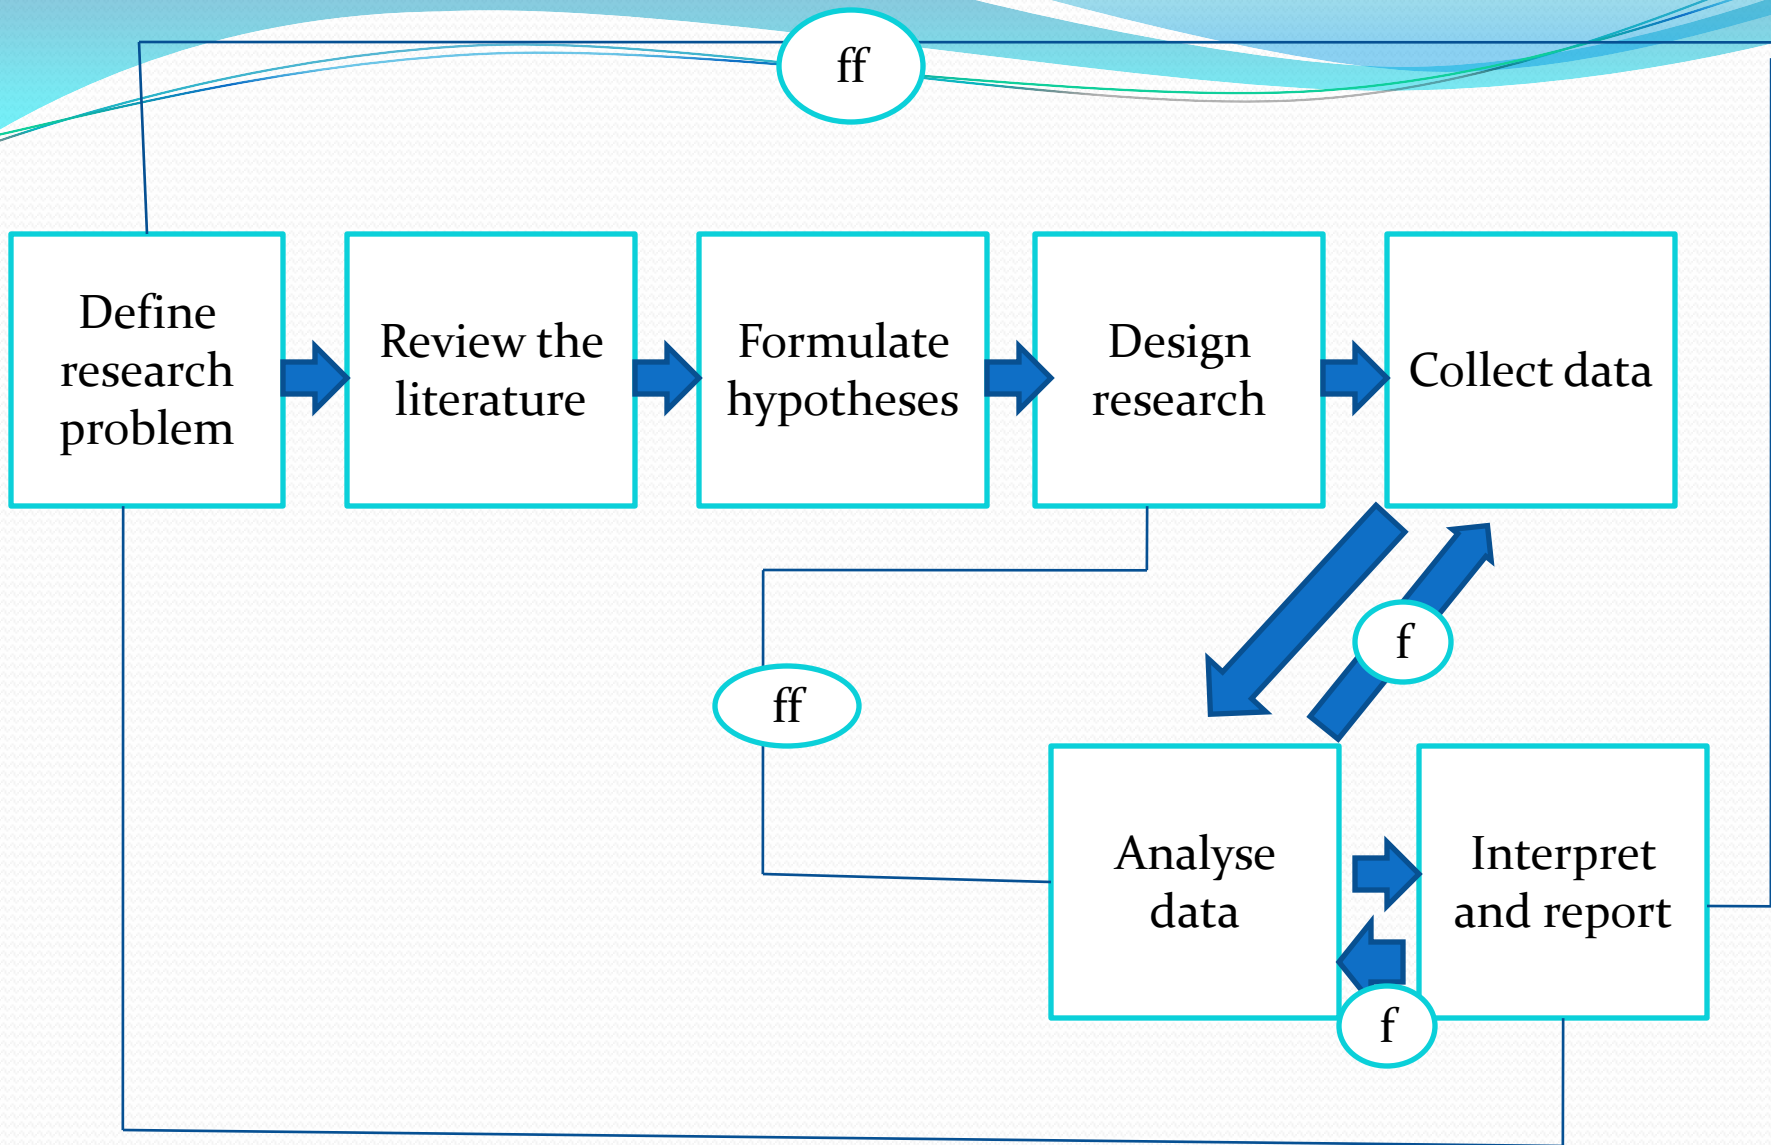 ff
Define
research
problem
Review the
literature
Formulate
hypotheses
Design
research
Collect data
f
ff
Analyse
data
Interpret
and report
f